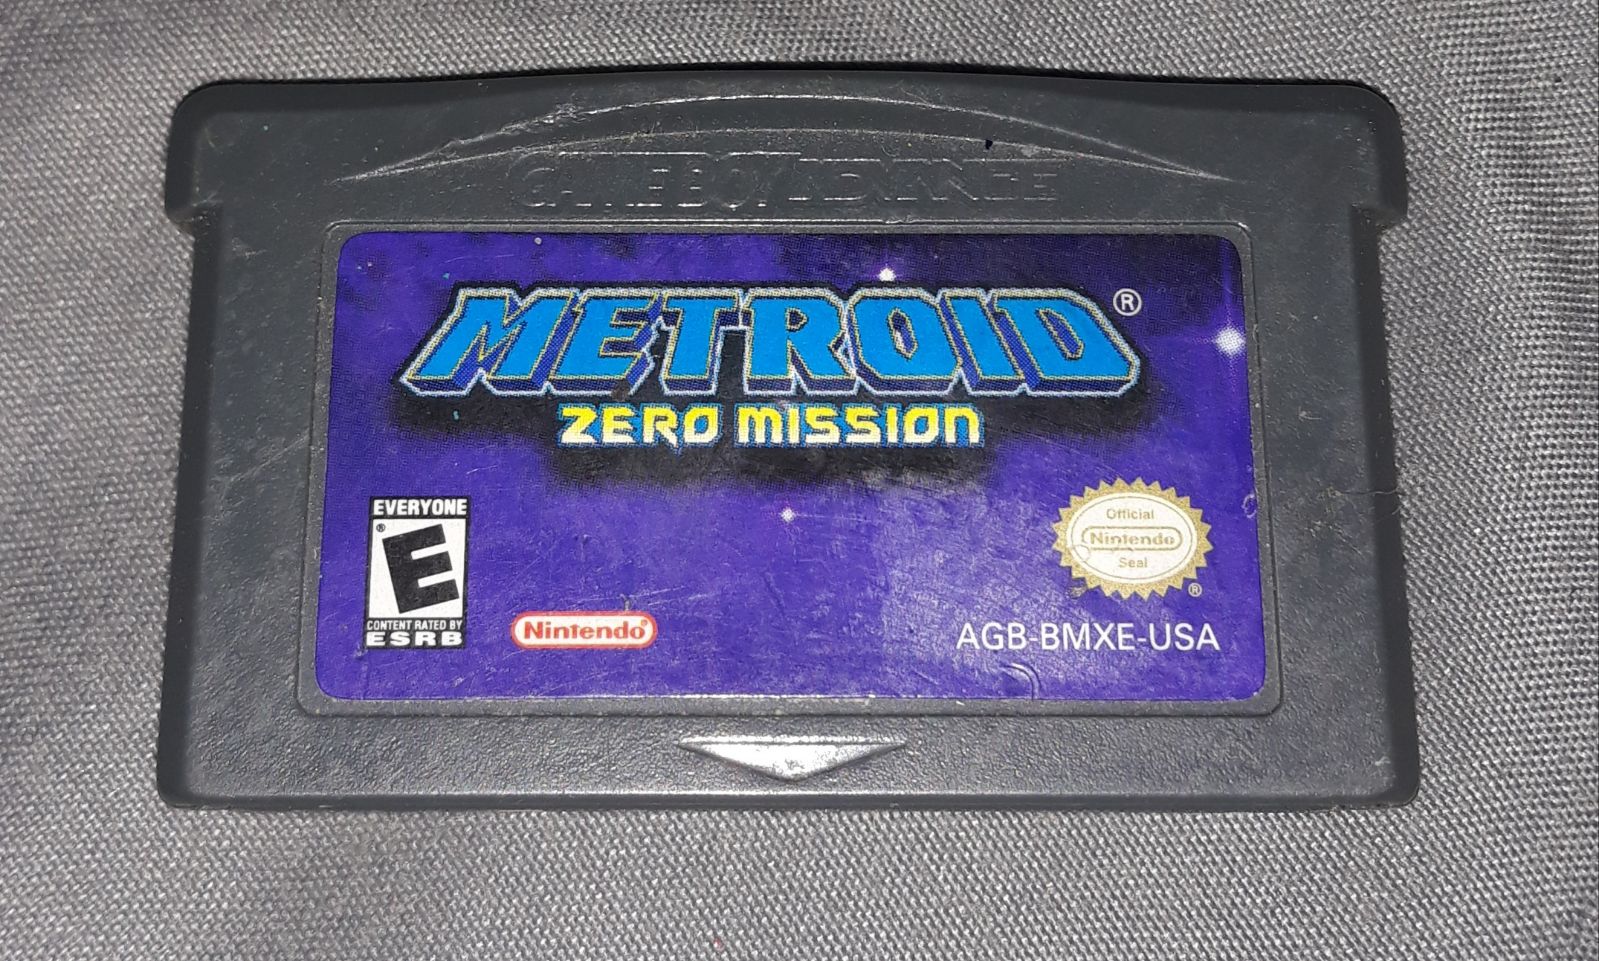 GAME BOY ADVANCE
METROID®
ZERO MISSION
EVERYONE
®
E
CONTENT RATED BY
ESRB
Nintendo®
Official
Nintendo
Seal
®
AGB-BMXE-USA